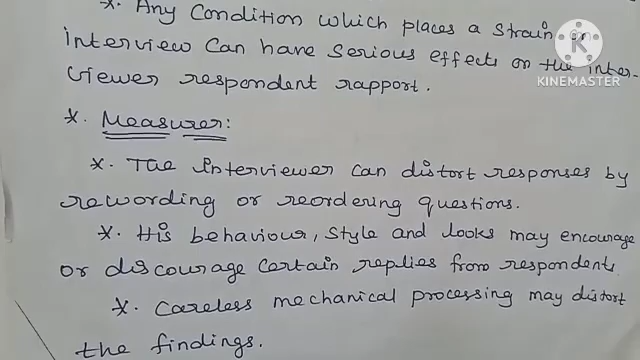 *. Any Condition which places a strain on
interview can have serious effects on the inter-
viewer respondent rapport.
*. Measurer:
*. The interviewer can distort responses by
rewording or reordering questions.
*. His behaviour, style and looks may encourage
or discourage certain replies from respondents.
*. Careless mechanical processing may distort
the findings.
KINEMASTER